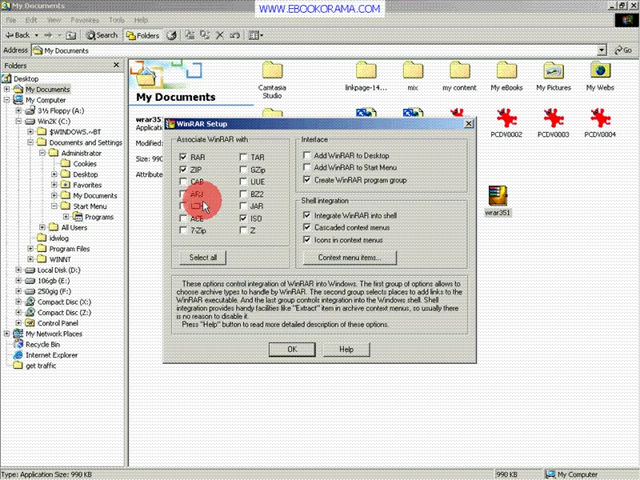 My Documents
WWW.EBOOKORAMA.COM
File Edit View Favorites Tools Help
Back Search Folders
Address My Documents Go
Folders
Desktop
My Documents
My Computer
3½ Floppy (A:)
Win2K (C:)
$WINDOWS.~BT
Documents and Settings
Administrator
Cookies
Desktop
Favorites
My Documents
Start Menu
Programs
All Users
idwlog
Program Files
WINNT
Local Disk (D:)
106gb (E:)
250gig (F:)
Compact Disc (X:)
Compact Disc (Z:)
Control Panel
My Network Places
Recycle Bin
Internet Explorer
get traffic
My Documents
wrar351
Applicatio
Modified:
Size: 990
Attribute
Camtasia Studio
linkpage-14...
mix
my content
My eBooks
My Pictures
My Webs
PCDV0002
PCDV0003
PCDV0004
wrar351
WinRAR Setup
Associate WinRAR with
RAR TAR
ZIP GZip
CAB UUE
ARJ BZ2
LZH JAR
ACE ISO
7-Zip Z
Select all
Interface
Add WinRAR to Desktop
Add WinRAR to Start Menu
Create WinRAR program group
Shell integration
Integrate WinRAR into shell
Cascaded context menus
Icons in context menus
Context menu items...
These options control integration of WinRAR into Windows. The first group of options allows to
choose archive types to handle by WinRAR. The second group selects places to add links to the
WinRAR executable. And the last group controls integration into the Windows shell. Shell
integration provides handy facilities like "Extract" item in archive context menus, so usually there
is no reason to disable it.
Press "Help" button to read more detailed description of these options.
OK Help
Type: Application Size: 990 KB
990 KB
My Computer